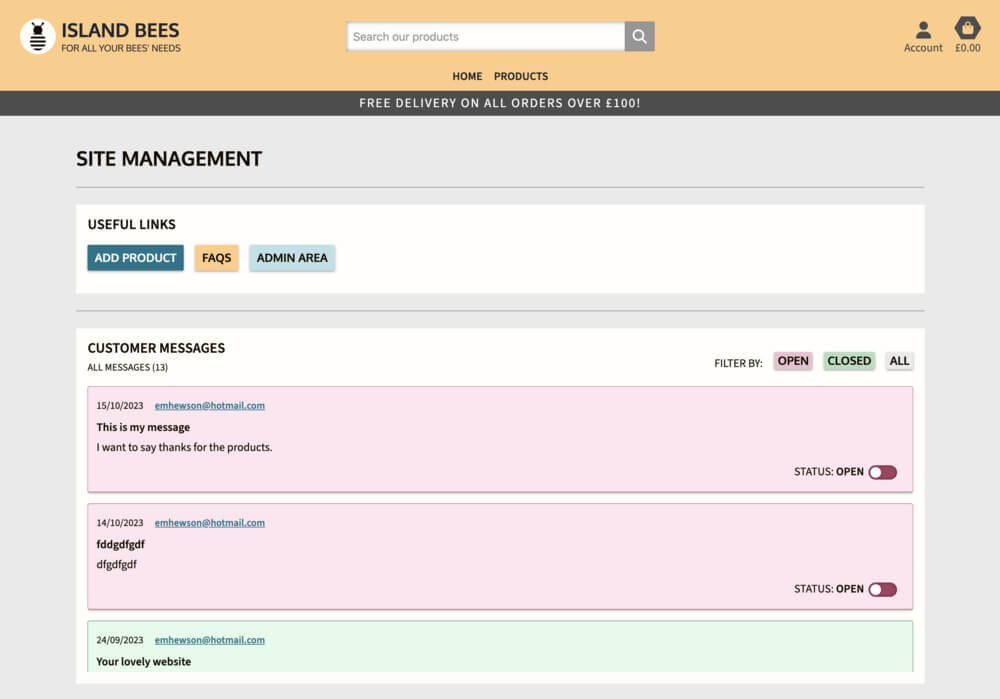 ISLAND BEES
FOR ALL YOUR BEES' NEEDS
Search our products
Account
£0.00
HOME PRODUCTS
FREE DELIVERY ON ALL ORDERS OVER £100!
SITE MANAGEMENT
USEFUL LINKS
ADD PRODUCT FAQS ADMIN AREA
CUSTOMER MESSAGES
ALL MESSAGES (13)
FILTER BY: OPEN CLOSED ALL
15/10/2023 emhewson@hotmail.com
This is my message
I want to say thanks for the products.
STATUS: OPEN
14/10/2023 emhewson@hotmail.com
fddgdfgdf
dfgdfgdf
STATUS: OPEN
24/09/2023 emhewson@hotmail.com
Your lovely website